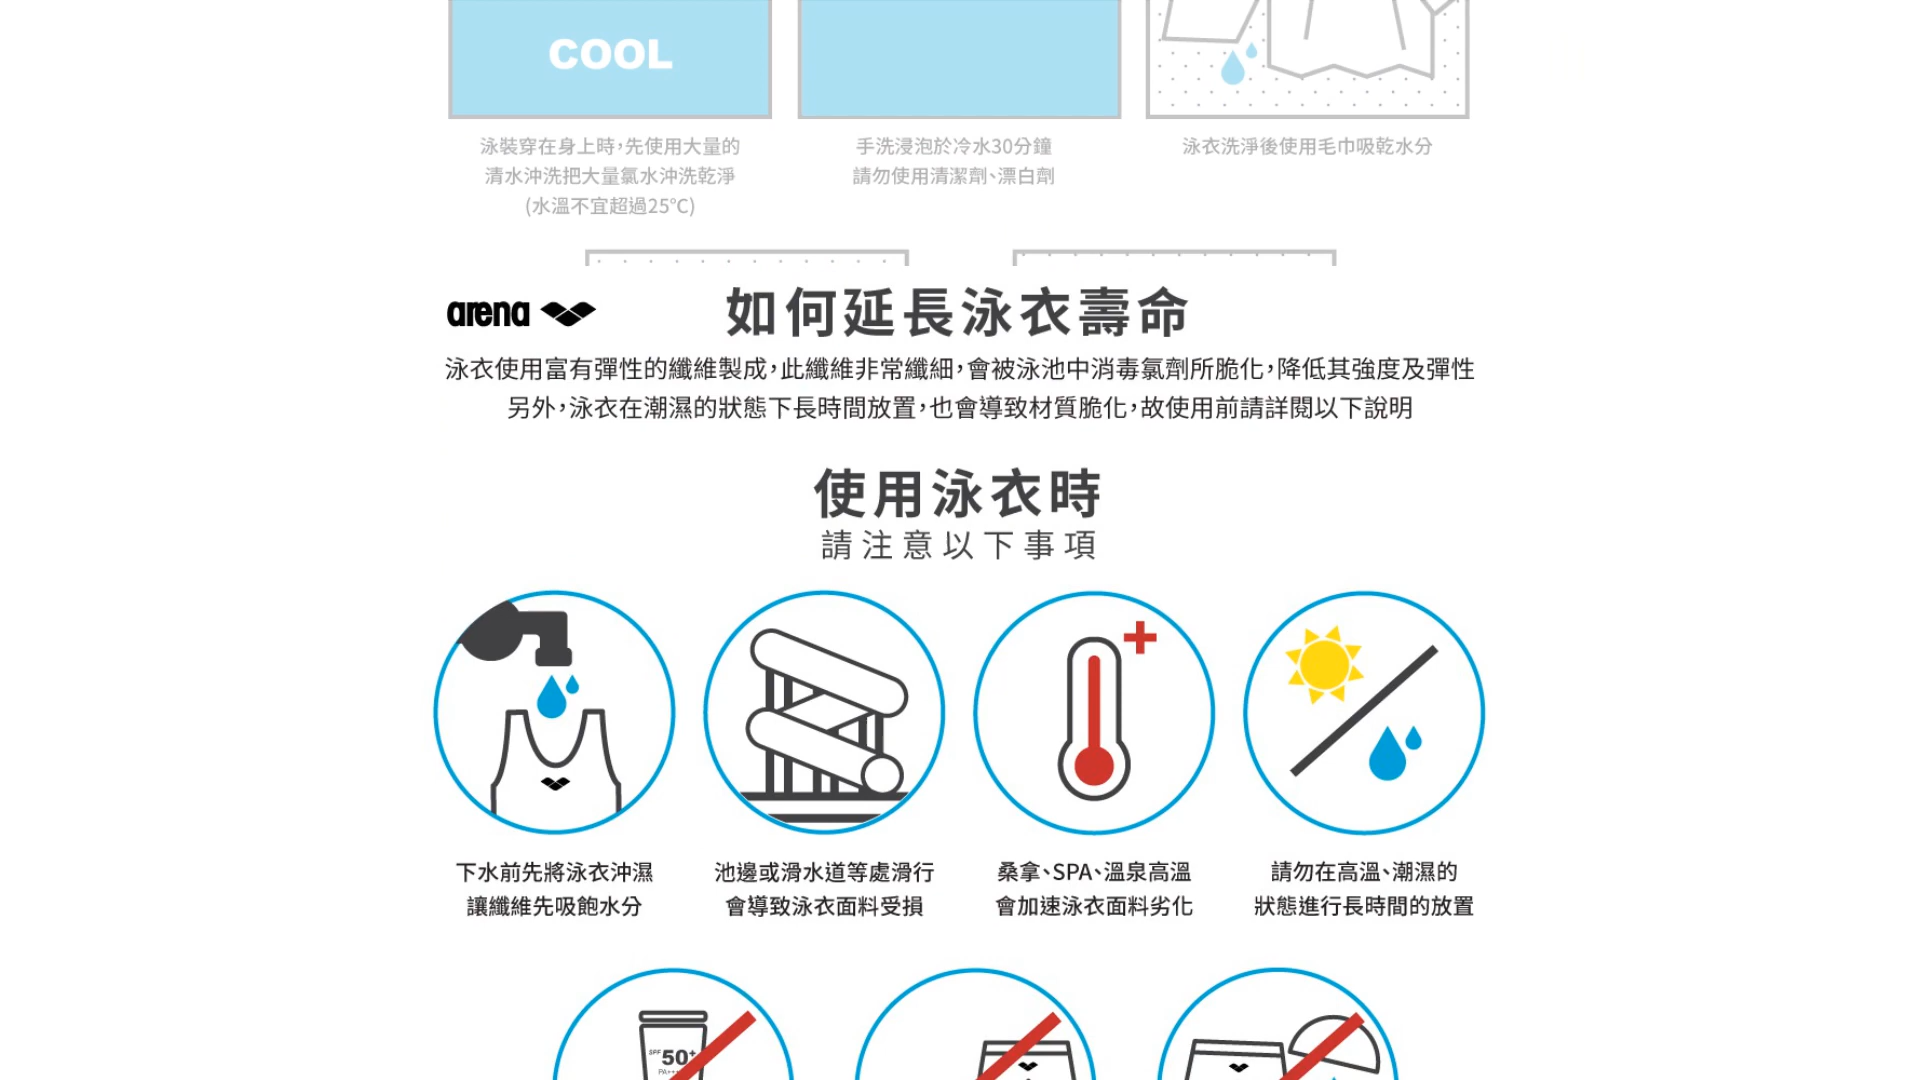 COOL
泳裝穿在身上時,先使用大量的
清水沖洗把大量氯水沖洗乾淨
(水溫不宜超過25℃)
手洗浸泡於冷水30分鐘
請勿使用清潔劑、漂白劑
泳衣洗淨後使用毛巾吸乾水分
arena
如何延長泳衣壽命
泳衣使用富有彈性的纖維製成,此纖維非常纖細,會被泳池中消毒氯劑所脆化,降低其強度及彈性
另外,泳衣在潮濕的狀態下長時間放置,也會導致材質脆化,故使用前請詳閱以下說明
使用泳衣時
請注意以下事項
下水前先將泳衣沖濕
讓纖維先吸飽水分
池邊或滑水道等處滑行
會導致泳衣面料受損
桑拿、SPA、溫泉高溫
會加速泳衣面料劣化
請勿在高溫、潮濕的
狀態進行長時間的放置
SPF 50+